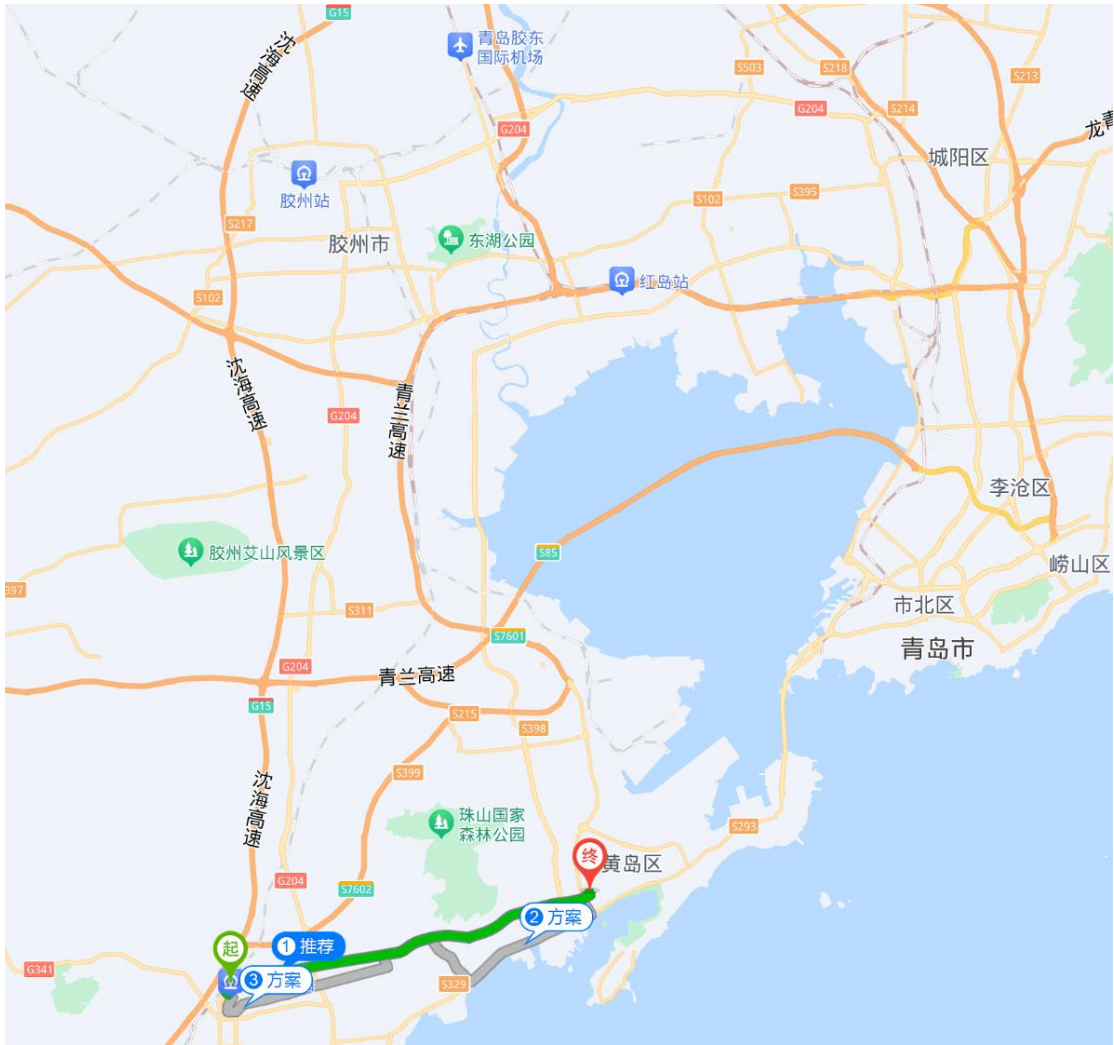 G15
沈海高速
青岛胶东
国际机场
S503
S218
S213
G204
S214
G204
龙青
城阳区
胶州站
S102
S395
S217
胶州市
东湖公园
红岛站
S102
沈海高速
青兰高速
G204
李沧区
S85
胶州艾山风景区
崂山区
S397
市北区
S311
S7601
青岛市
G204
青兰高速
G15
S215
S398
沈海高速
S399
珠山国家
森林公园
S293
终
黄岛区
G204
S7602
2 方案
起
1 推荐
G341
3 方案
S329